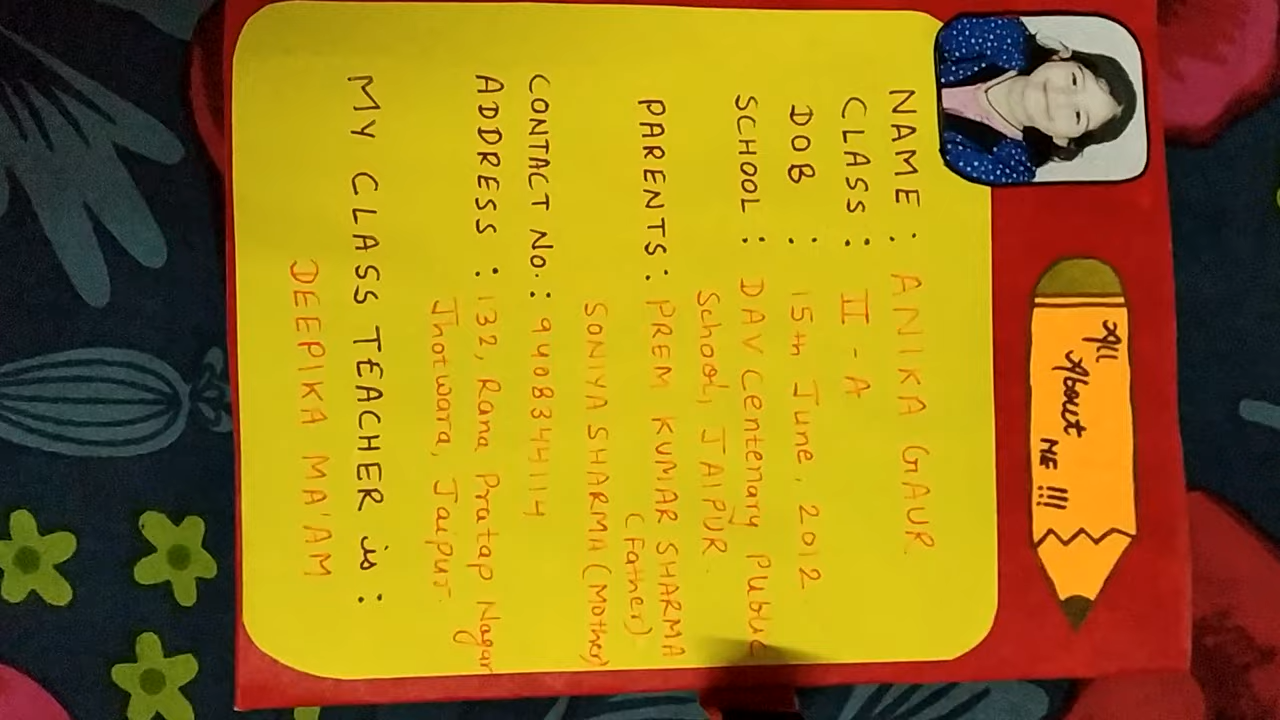 All
About
ME !!!
NAME : ANIKA GAUR
CLASS : II - A
DOB : 15th June, 2012
SCHOOL : DAV Centenary Public
School, JAIPUR.
PARENTS : PREM KUMAR SHARMA
(Father)
SONIYA SHARMA (Mother)
CONTACT No. : 9408344114
ADDRESS : 132, Rana Pratap Nagar
Jhotwara, Jaipur.
MY CLASS TEACHER is :
DEEPIKA MA'AM